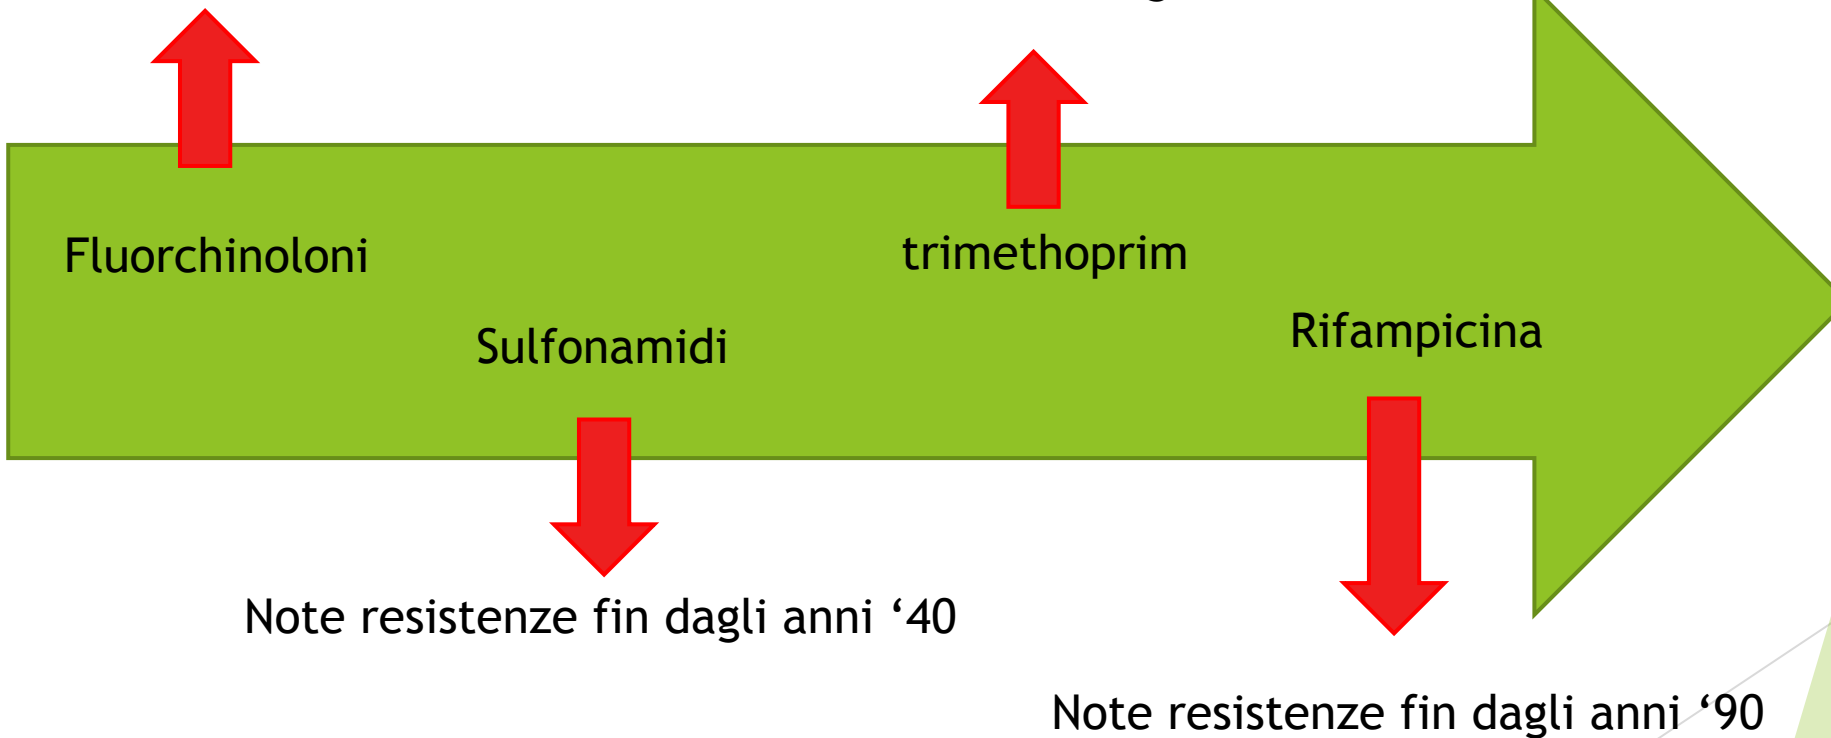 Fluorchinoloni
trimethoprim
Sulfonamidi
Rifampicina
Note resistenze fin dagli anni ‘40
Note resistenze fin dagli anni ‘90